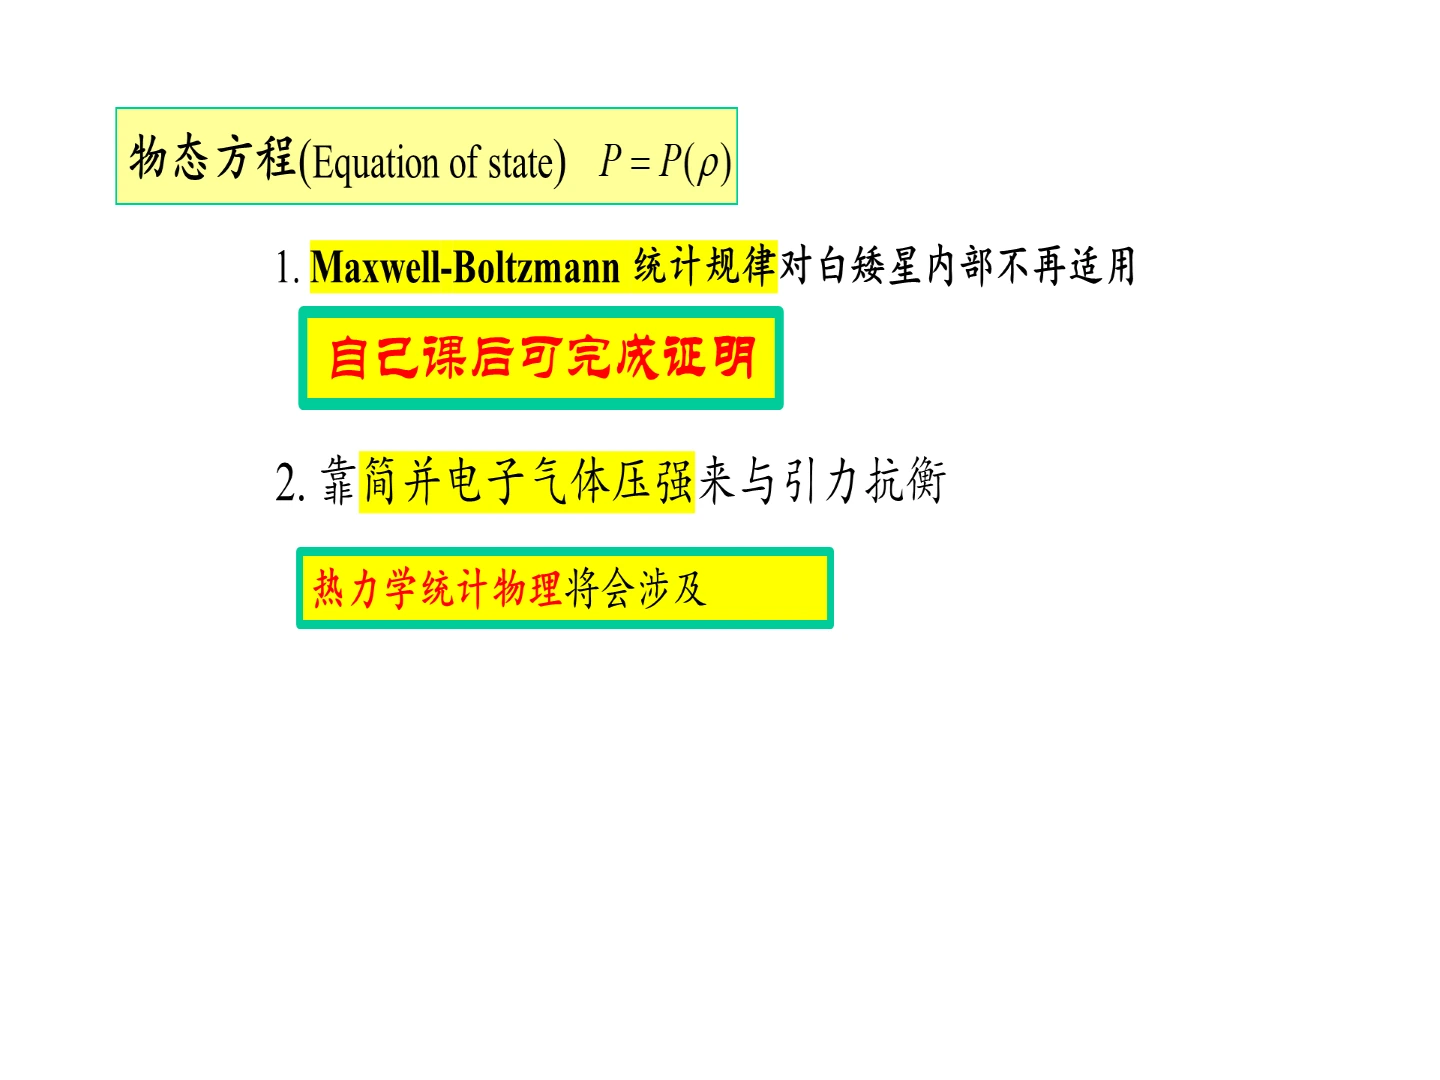 物态方程(Equation of state) P = P(ρ)
1. Maxwell-Boltzmann 统计规律对白矮星内部不再适用
自己课后可完成证明
2. 靠简并电子气体压强来与引力抗衡
热力学统计物理将会涉及